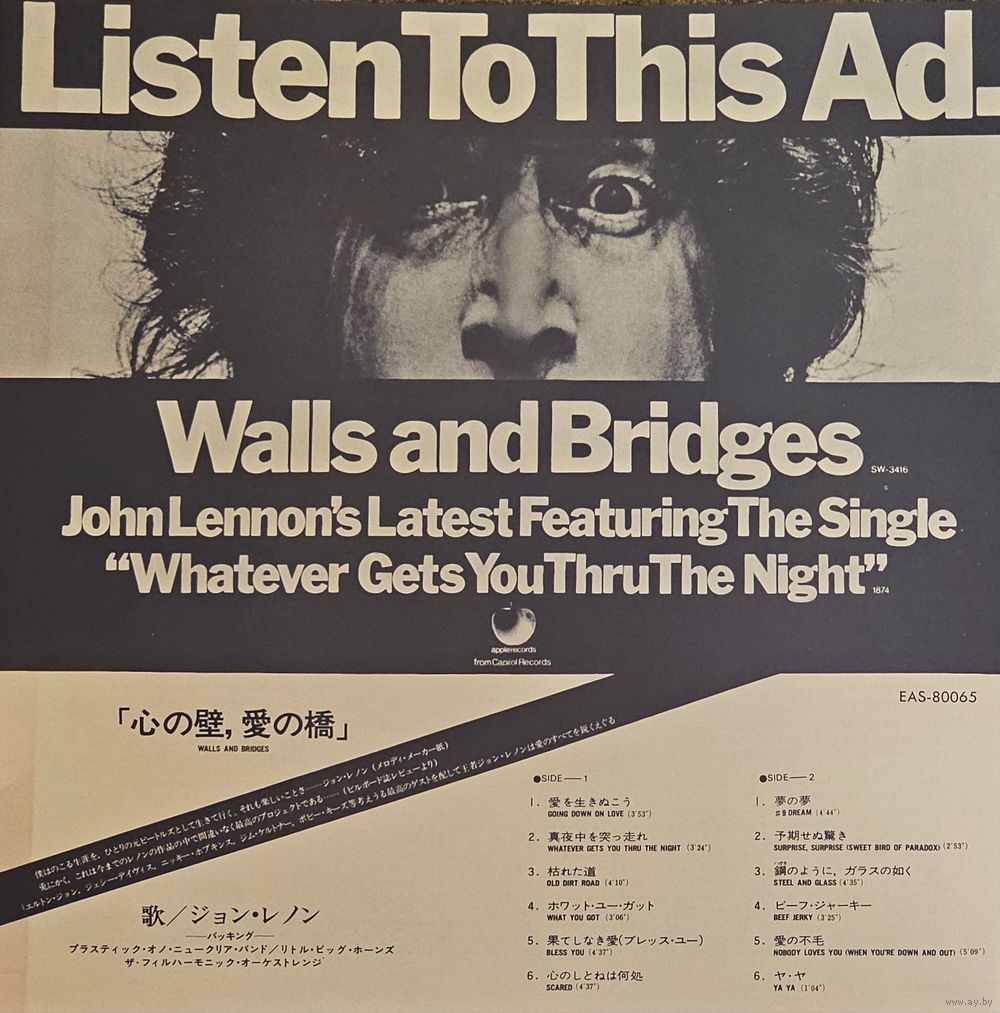 Listen To This Ad.
Walls and Bridges SW-3416
John Lennon's Latest Featuring The Single
“Whatever Gets You Thru The Night” 1874
applerecords
from Capitol Records
EAS-80065
「心の壁，愛の橋」
WALLS AND BRIDGES
僕はのこる生涯を、ひとりの元ビートルズとして生きて行く。それも楽しいことさ……ジョン・レノン（メロディ・メーカー紙）
兎にかく、これは今までのレノンの作品の中で間違いなく最高のプロジェクトである……（ビルボード誌レビューより）
（エルトン・ジョン、ジェシー・デイヴィス、ニッキー・ホプキンス、ジム・ケルトナー、ボビー・キーズ等考えうる最高のゲストを配して王者ジョン・レノンは愛のすべてを鋭くえぐる
歌／ジョン・レノン
—バッキング—
プラスティック・オノ・ニュークリア・バンド／リトル・ビッグ・ホーンズ
ザ・フィルハーモニック・オーケストレンジ
●SIDE—1
1. 愛を生きぬこう
GOING DOWN ON LOVE (3'53")
2. 真夜中を突っ走れ
WHATEVER GETS YOU THRU THE NIGHT (3'24")
3. 枯れた道
OLD DIRT ROAD (4'10")
4. ホワット・ユー・ガット
WHAT YOU GOT (3'06")
5. 果てしなき愛(ブレッス・ユー)
BLESS YOU (4'37")
6. 心のしとねは何処
SCARED (4'37")
●SIDE—2
1. 夢の夢
#9 DREAM (4'44")
2. 予期せぬ驚き
SURPRISE, SURPRISE (SWEET BIRD OF PARADOX) (2'53")
3. 鋼のように，ガラスの如く
STEEL AND GLASS (4'35")
4. ビーフ・ジャーキー
BEEF JERKY (3'25")
5. 愛の不毛
NOBODY LOVES YOU (WHEN YOU'RE DOWN AND OUT) (5'09")
6. ヤ・ヤ
YA YA (1'04")
www.ay.by